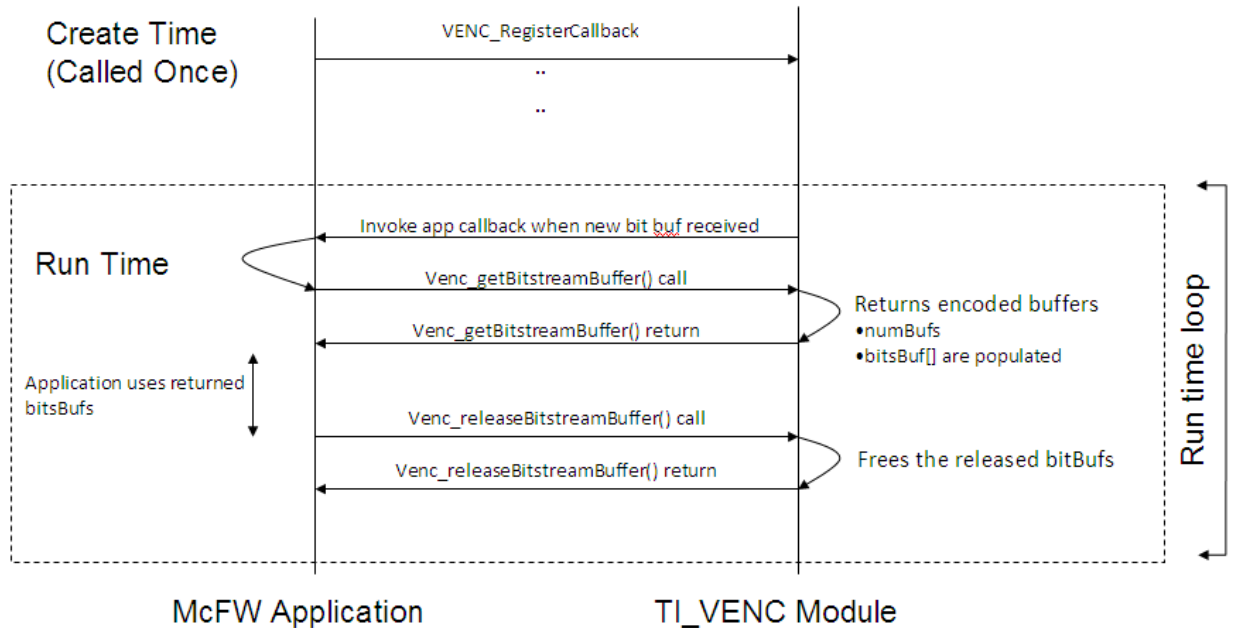 Create Time
(Called Once)
VENC_RegisterCallback
..
..
Invoke app callback when new bit buf received
Run Time
Venc_getBitstreamBuffer() call
Returns encoded buffers
•numBufs
•bitsBuf[] are populated
Venc_getBitstreamBuffer() return
Application uses returned
bitsBufs
Venc_releaseBitstreamBuffer() call
Frees the released bitBufs
Venc_releaseBitstreamBuffer() return
Run time loop
McFW Application
TI_VENC Module